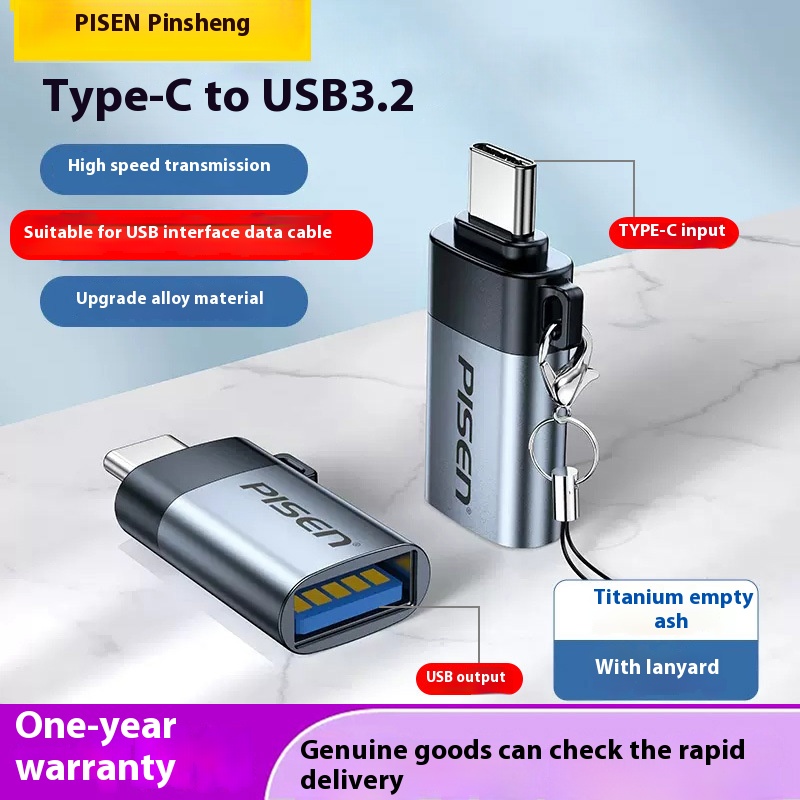 PISEN Pinsheng
Type-C to USB3.2
High speed transmission
Suitable for USB interface data cable
Upgrade alloy material
TYPE-C input
PISEN®
PISEN®
USB output
Titanium empty
ash
With lanyard
One-year
warranty
Genuine goods can check the rapid
delivery